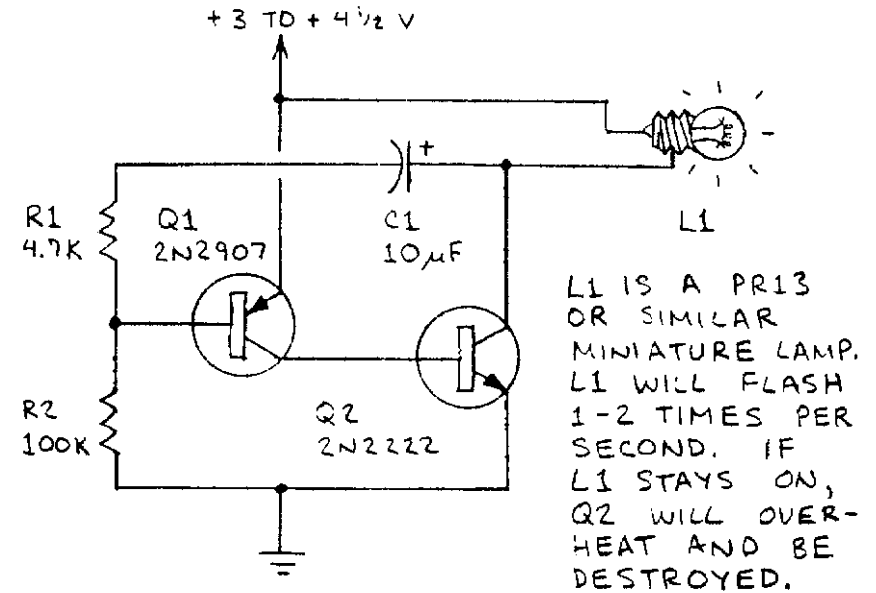 + 3 TO + 4 1/2 V
+
R1
4.7K
Q1
2N2907
C1
10µF
L1
R2
100K
Q2
2N2222
L1 IS A PR13
OR SIMILAR
MINIATURE LAMP.
L1 WILL FLASH
1-2 TIMES PER
SECOND. IF
L1 STAYS ON,
Q2 WILL OVER-
HEAT AND BE
DESTROYED.